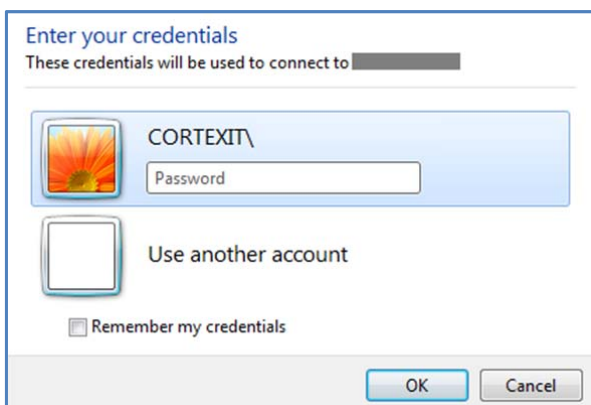 Enter your credentials
These credentials will be used to connect to
CORTEXIT\
Password
Use another account
Remember my credentials
OK
Cancel